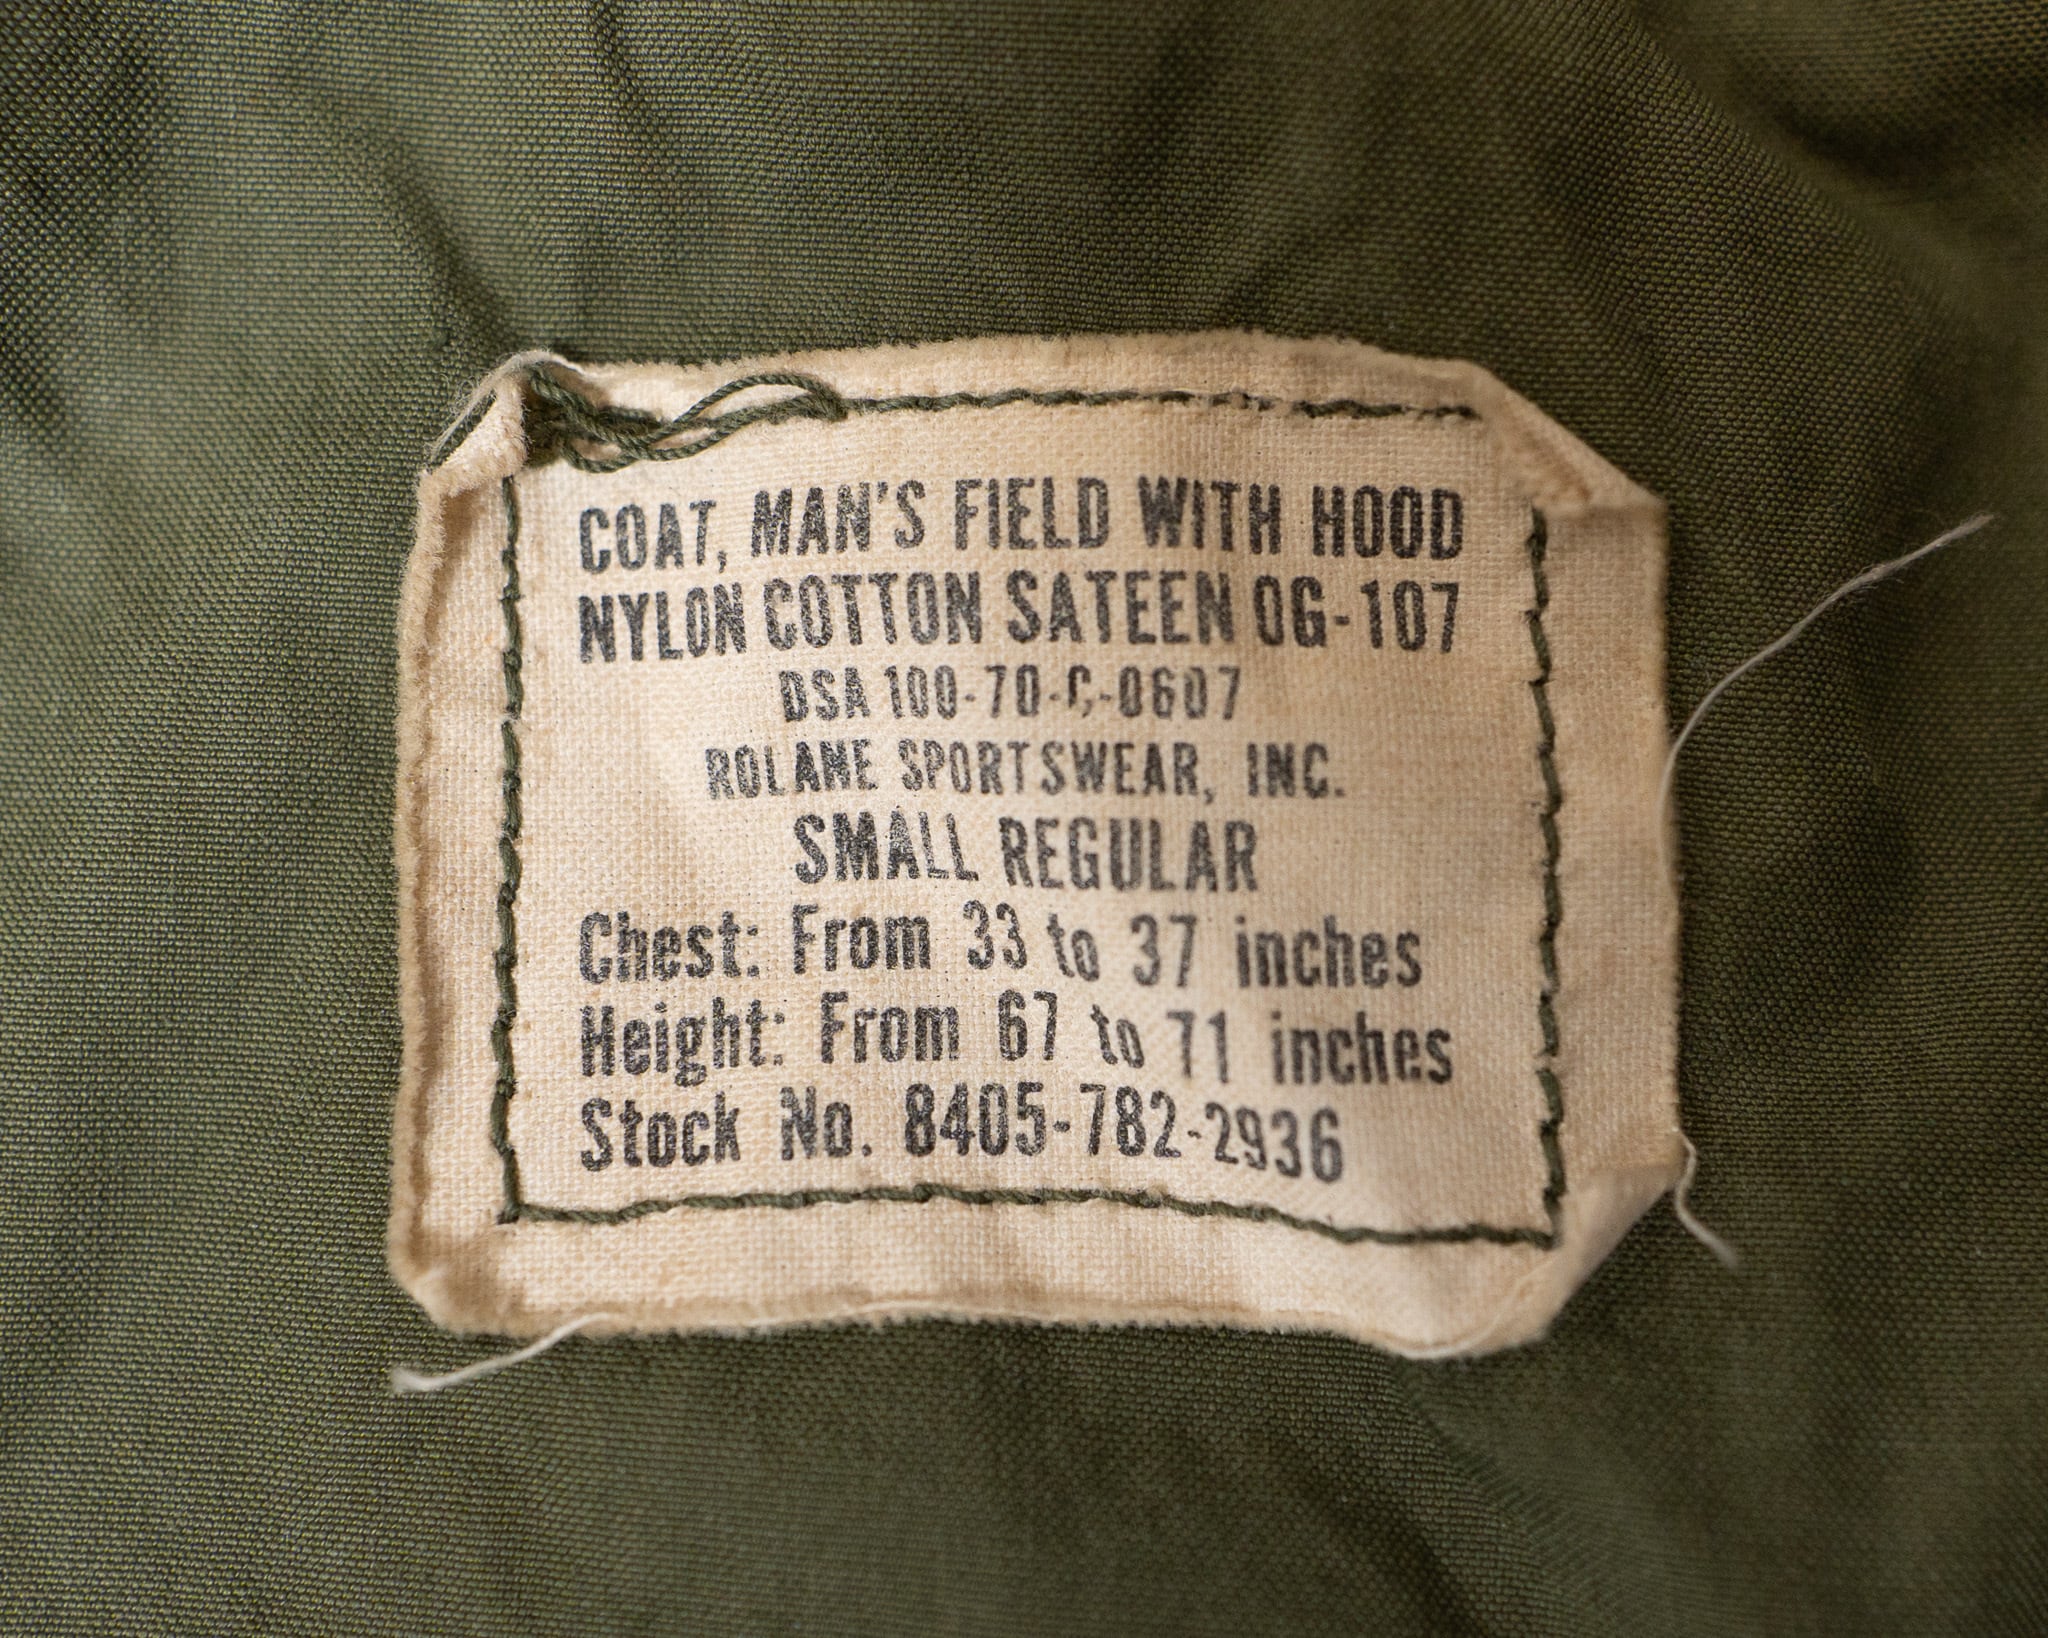 COAT, MAN'S FIELD WITH HOOD
NYLON COTTON SATEEN OG-107
DSA 100-70-C-0607
ROLANE SPORTSWEAR, INC.
SMALL REGULAR
Chest: From 33 to 37 inches
Height: From 67 to 71 inches
Stock No. 8405-782-2936